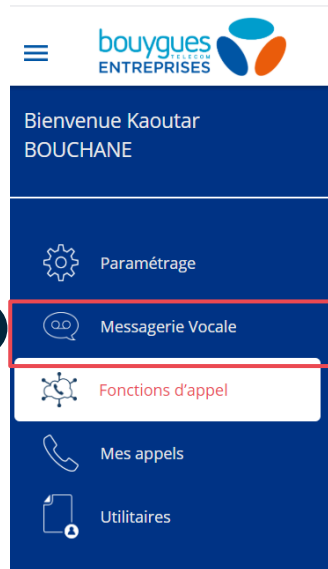 bouygues
TELECOM
ENTREPRISES
Bienvenue Kaoutar
BOUCHANE
Paramétrage
Messagerie Vocale
Fonctions d'appel
Mes appels
Utilitaires